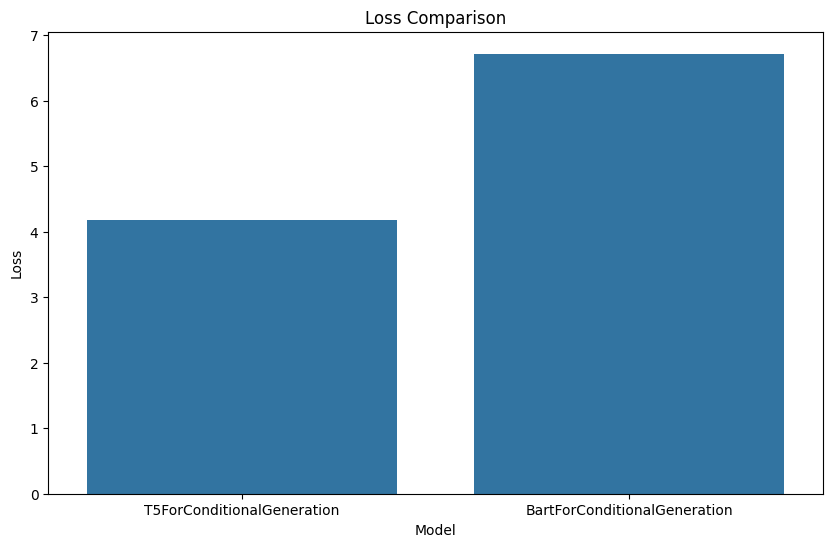 Loss Comparison
7
6
5
4
3
2
1
0
Loss
T5ForConditionalGeneration
BartForConditionalGeneration
Model